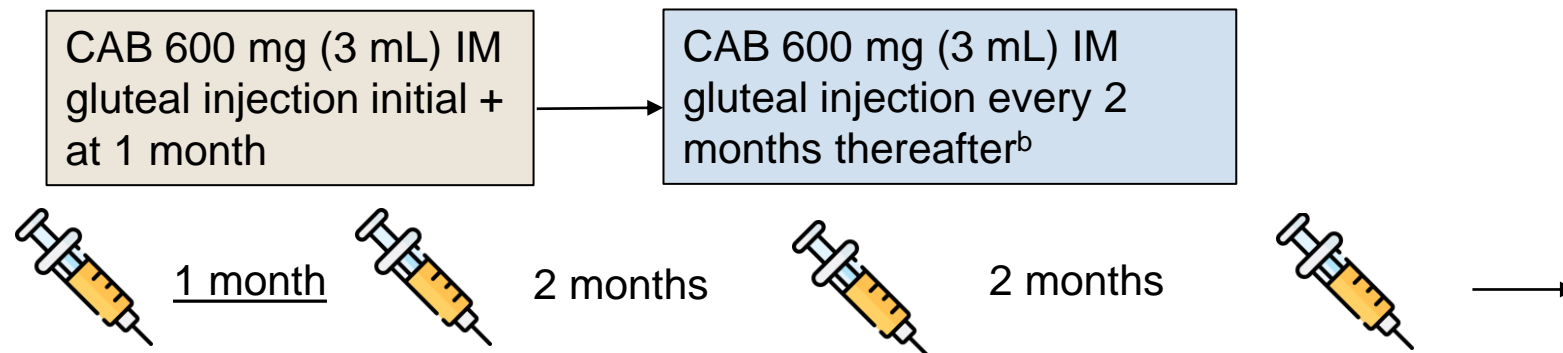 CAB 600 mg (3 mL) IM
gluteal injection initial +
at 1 month
CAB 600 mg (3 mL) IM
gluteal injection every 2
months thereafterᵇ
1 month
2 months
2 months